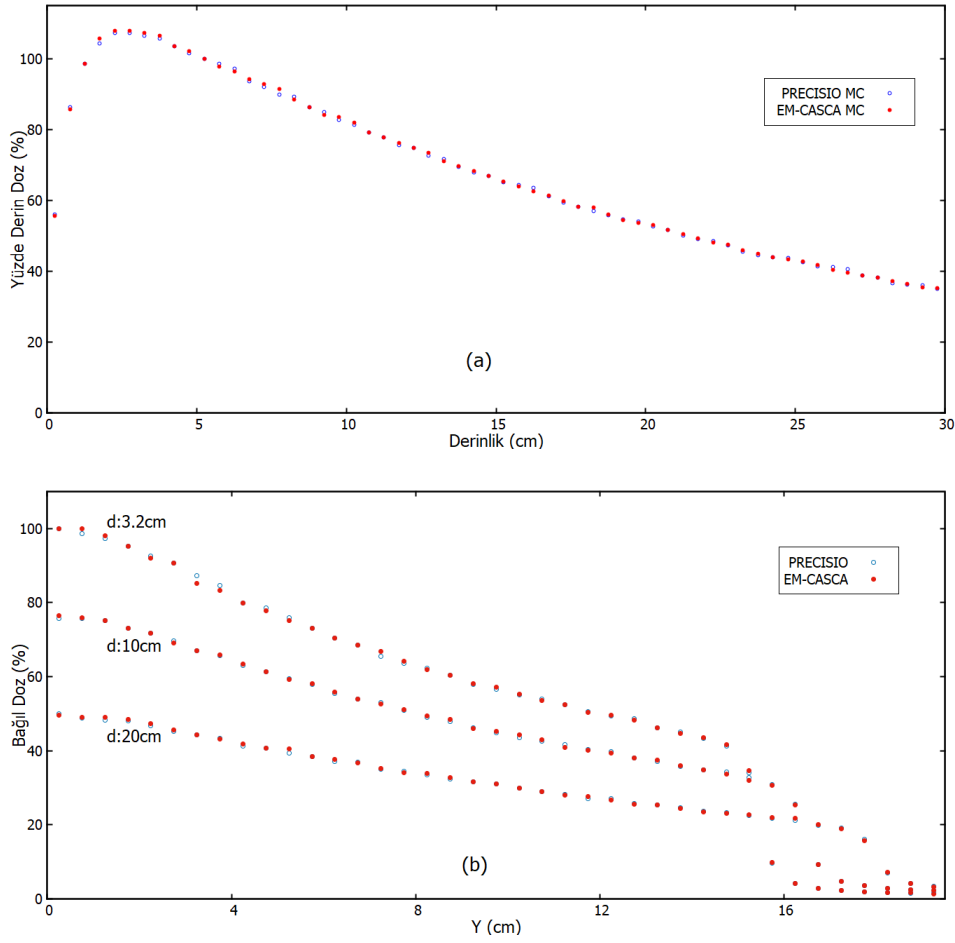 100
80
60
40
20
0
Yüzde Derin Doz (%)
PRECISIO MC
EM-CASCA MC
(a)
0 5 10 15 20 25 30
Derinlik (cm)
100
80
60
40
20
0
Bağıl Doz (%)
d:3.2cm
d:10cm
d:20cm
PRECISIO
EM-CASCA
(b)
0 4 8 12 16
Y (cm)